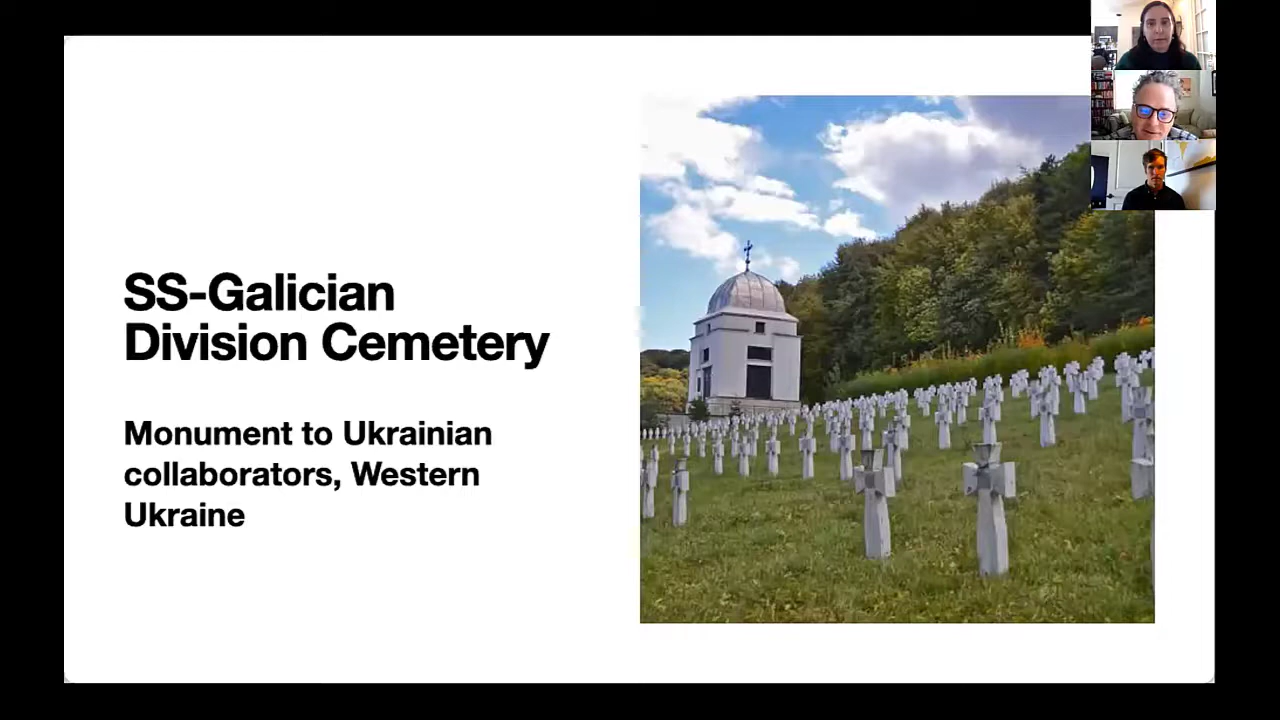 SS-Galician
Division Cemetery
Monument to Ukrainian
collaborators, Western
Ukraine